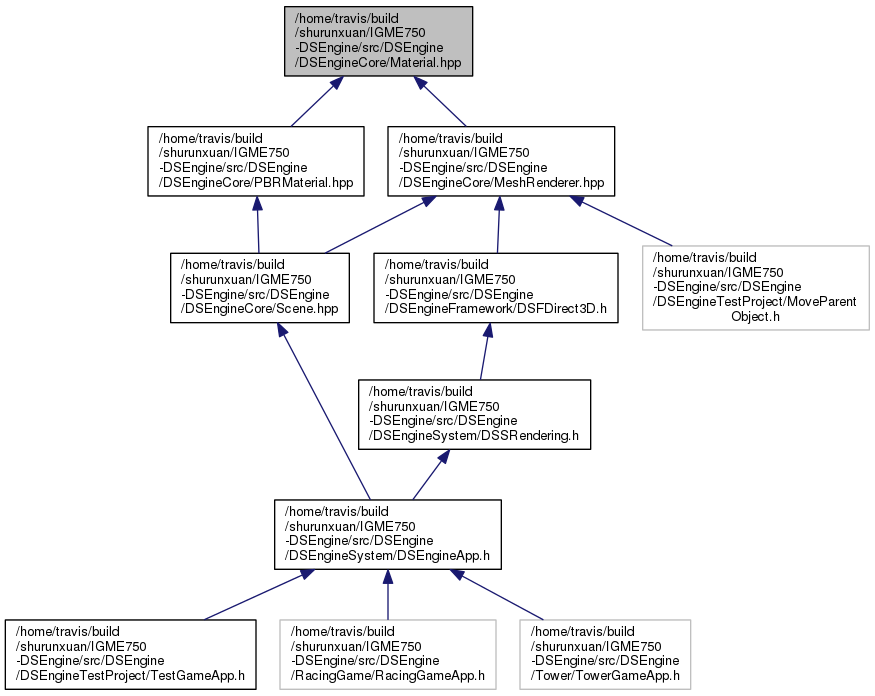 /home/travis/build
/shurunxuan/IGME750
-DSEngine/src/DSEngine
/DSEngineCore/Material.hpp
/home/travis/build
/shurunxuan/IGME750
-DSEngine/src/DSEngine
/DSEngineCore/PBRMaterial.hpp
/home/travis/build
/shurunxuan/IGME750
-DSEngine/src/DSEngine
/DSEngineCore/MeshRenderer.hpp
/home/travis/build
/shurunxuan/IGME750
-DSEngine/src/DSEngine
/DSEngineCore/Scene.hpp
/home/travis/build
/shurunxuan/IGME750
-DSEngine/src/DSEngine
/DSEngineFramework/DSFDirect3D.h
/home/travis/build
/shurunxuan/IGME750
-DSEngine/src/DSEngine
/DSEngineTestProject/MoveParent
Object.h
/home/travis/build
/shurunxuan/IGME750
-DSEngine/src/DSEngine
/DSEngineSystem/DSSRendering.h
/home/travis/build
/shurunxuan/IGME750
-DSEngine/src/DSEngine
/DSEngineSystem/DSEngineApp.h
/home/travis/build
/shurunxuan/IGME750
-DSEngine/src/DSEngine
/DSEngineTestProject/TestGameApp.h
/home/travis/build
/shurunxuan/IGME750
-DSEngine/src/DSEngine
/RacingGame/RacingGameApp.h
/home/travis/build
/shurunxuan/IGME750
-DSEngine/src/DSEngine
/Tower/TowerGameApp.h